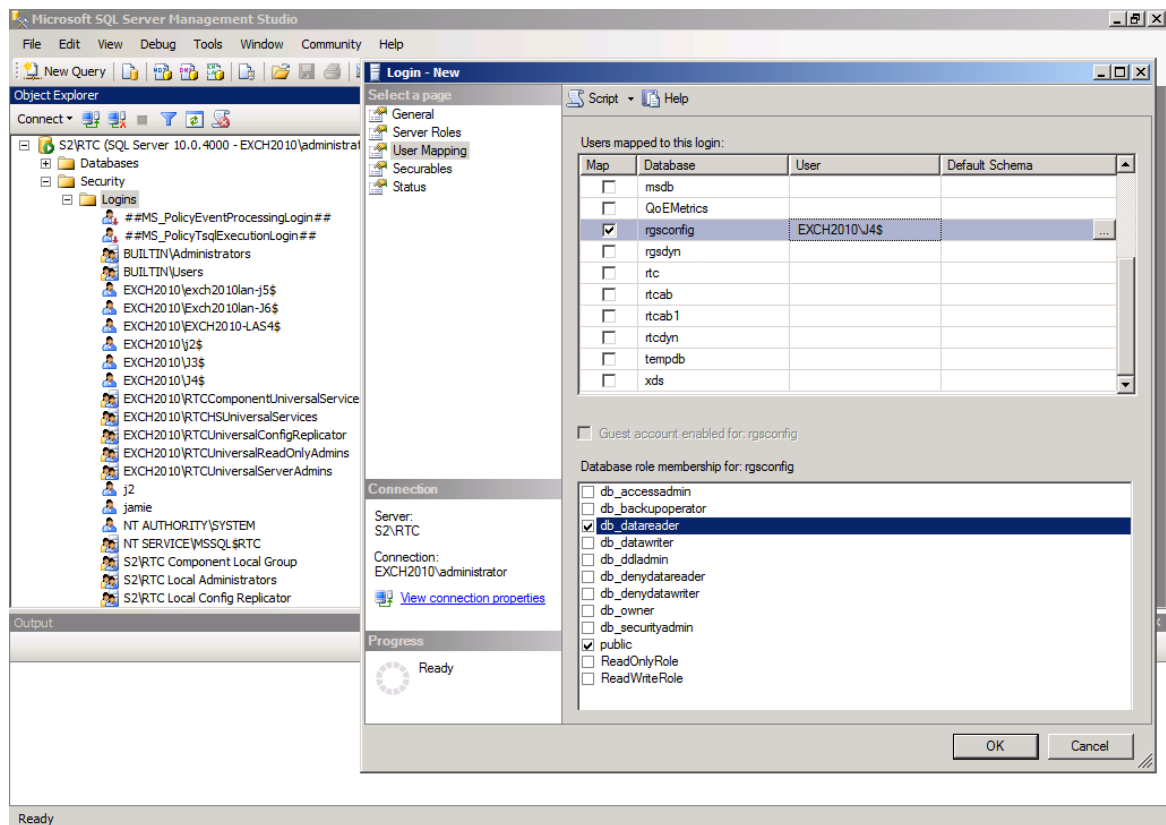 Microsoft SQL Server Management Studio
File Edit View Debug Tools Window Community Help
New Query
Object Explorer
Connect
S2\RTC (SQL Server 10.0.4000 - EXCH2010\administrat
Databases
Security
Logins
##MS_PolicyEventProcessingLogin##
##MS_PolicyTsqlExecutionLogin##
BUILTIN\Administrators
BUILTIN\Users
EXCH2010\exch2010lan-j5$
EXCH2010\Exch2010lan-J6$
EXCH2010\EXCH2010-LAS4$
EXCH2010\j2$
EXCH2010\J3$
EXCH2010\J4$
EXCH2010\RTCComponentUniversalService
EXCH2010\RTCHSUniversalServices
EXCH2010\RTCUniversalConfigReplicator
EXCH2010\RTCUniversalReadOnlyAdmins
EXCH2010\RTCUniversalServerAdmins
j2
jamie
NT AUTHORITY\SYSTEM
NT SERVICE\MSSQL$RTC
S2\RTC Component Local Group
S2\RTC Local Administrators
S2\RTC Local Config Replicator
Output
Ready
Login - New
Select a page
General
Server Roles
User Mapping
Securables
Status
Connection
Server:
S2\RTC
Connection:
EXCH2010\administrator
View connection properties
Progress
Ready
Script Help
Users mapped to this login:
Map Database User Default Schema
msdb
QoEMetrics
rgsconfig EXCH2010\J4$ ...
rgsdyn
rtc
rtcab
rtcab1
rtcdyn
tempdb
xds
Guest account enabled for: rgsconfig
Database role membership for: rgsconfig
db_accessadmin
db_backupoperator
db_datareader
db_datawriter
db_ddladmin
db_denydatareader
db_denydatawriter
db_owner
db_securityadmin
public
ReadOnlyRole
ReadWriteRole
OK Cancel